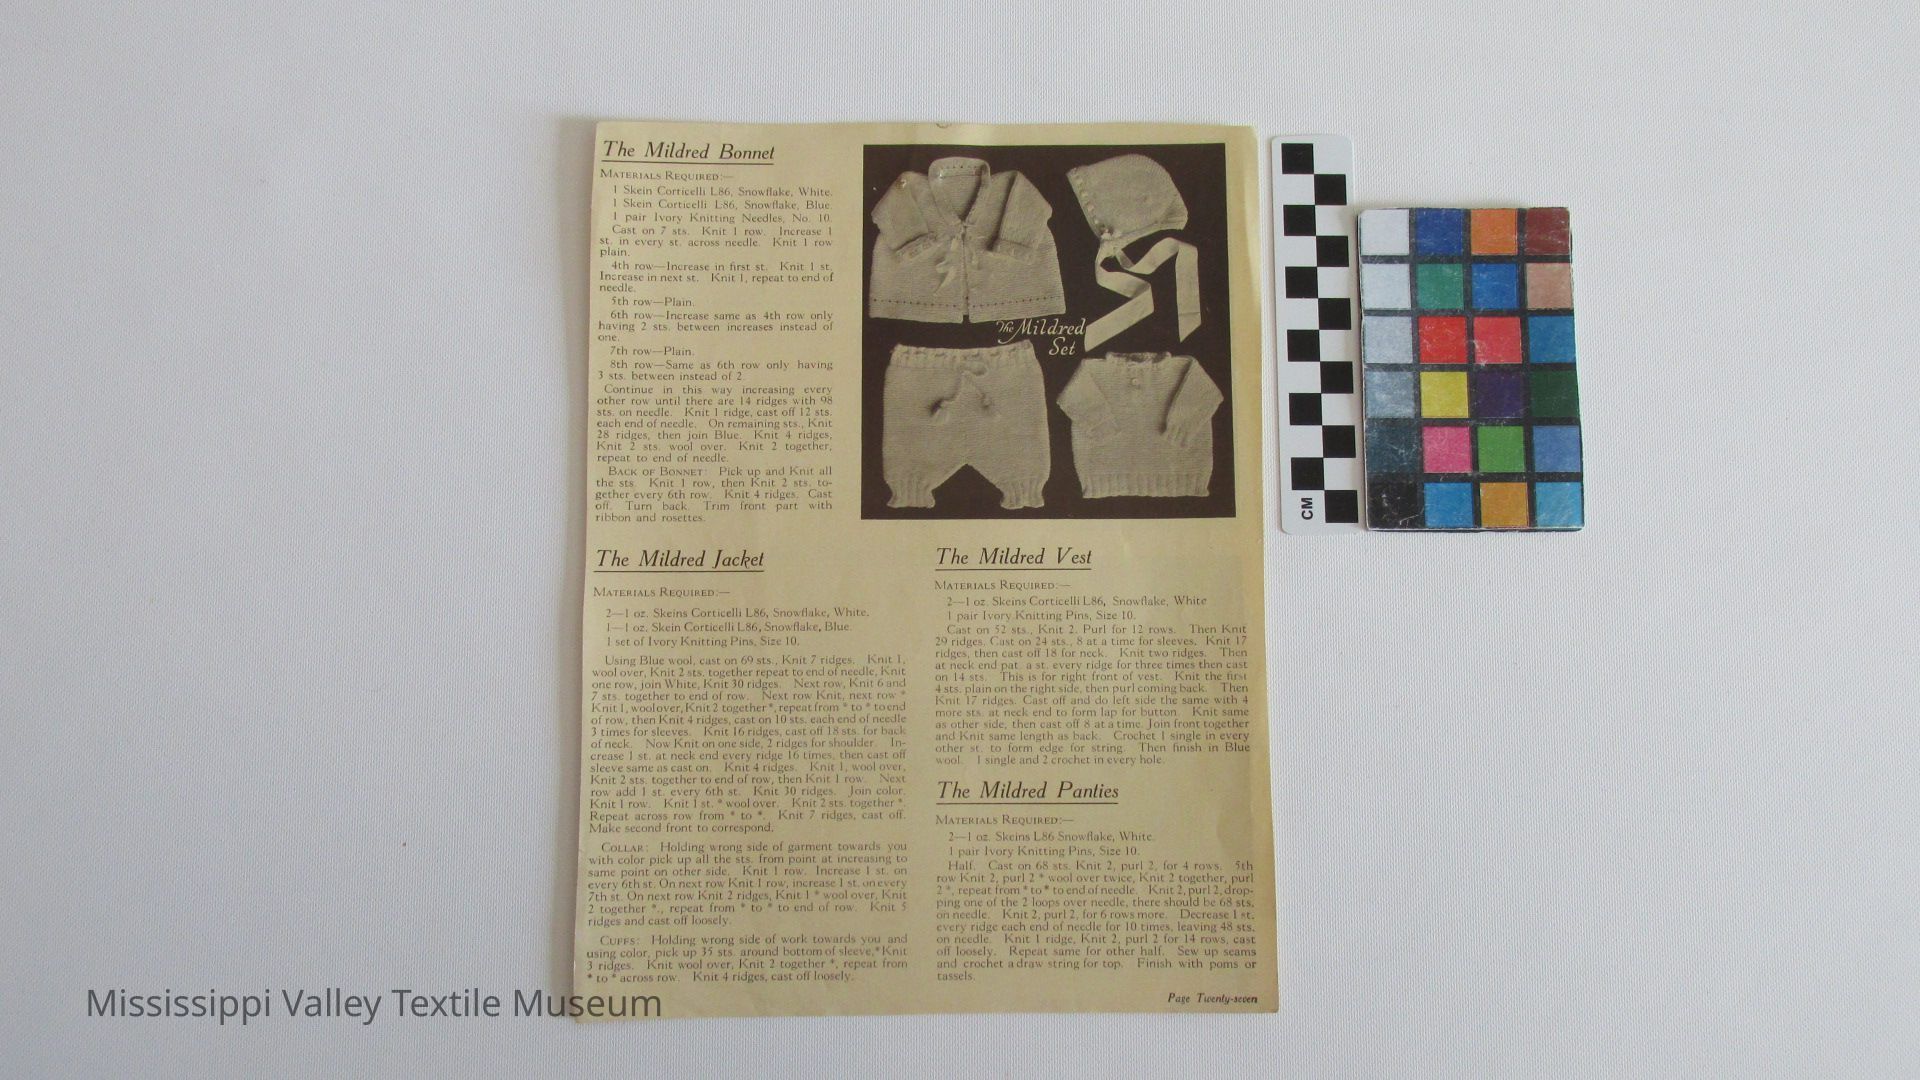 The Mildred Bonnet
MATERIALS REQUIRED:—
1 Skein Corticelli L86, Snowflake, White.
1 Skein Corticelli L86, Snowflake, Blue.
1 pair Ivory Knitting Needles, No. 10.
Cast on 7 sts. Knit 1 row. Increase 1
st. in every st. across needle. Knit 1 row
plain.
4th row—Increase in first st. Knit 1 st.
Increase in next st. Knit 1, repeat to end of
needle.
5th row—Plain.
6th row—Increase same as 4th row only
having 2 sts. between increases instead of
one.
7th row—Plain.
8th row—Same as 6th row only having
3 sts. between instead of 2.
Continue in this way increasing every
other row until there are 14 ridges with 98
sts. on needle. Knit 1 ridge, cast off 12 sts.
each end of needle. On remaining sts., Knit
28 ridges, then join Blue. Knit 4 ridges,
Knit 2 sts. wool over. Knit 2 together,
repeat to end of needle.
BACK OF BONNET: Pick up and Knit all
the sts. Knit 1 row, then Knit 2 sts. to-
gether every 6th row. Knit 4 ridges. Cast
off. Turn back. Trim front part with
ribbon and rosettes.
The Mildred
Set
The Mildred Jacket
MATERIALS REQUIRED:—
2—1 oz. Skeins Corticelli L86, Snowflake, White.
1—1 oz. Skein Corticelli L86, Snowflake, Blue.
1 set of Ivory Knitting Pins, Size 10.
Using Blue wool, cast on 69 sts., Knit 7 ridges. Knit 1,
wool over, Knit 2 sts. together repeat to end of needle, Knit
one row, join White, Knit 30 ridges. Next row, Knit 6 and
7 sts. together to end of row. Next row Knit, next row *
Knit 1, wool over, Knit 2 together *, repeat from * to * to end
of row, then Knit 4 ridges, cast on 10 sts. each end of needle
3 times for sleeves. Knit 16 ridges, cast off 18 sts. for back
of neck. Now Knit on one side, 2 ridges for shoulder. In-
crease 1 st. at neck end every ridge 16 times, then cast off
sleeve same as cast on. Knit 4 ridges. Knit 1, wool over,
Knit 2 sts. together to end of row, then Knit 1 row. Next
row add 1 st. every 6th st. Knit 30 ridges. Join color.
Knit 1 row. Knit 1 st. * wool over. Knit 2 sts. together *.
Repeat across row from * to *. Knit 7 ridges, cast off.
Make second front to correspond.
COLLAR: Holding wrong side of garment towards you
with color pick up all the sts. from point at increasing to
same point on other side. Knit 1 row. Increase 1 st. on
every 6th st. On next row Knit 1 row, increase 1 st. on every
7th st. On next row Knit 2 ridges, Knit 1 * wool over, Knit
2 together *., repeat from * to * to end of row. Knit 5
ridges and cast off loosely.
CUFFS: Holding wrong side of work towards you and
using color, pick up 35 sts. around bottom of sleeve,*Knit
3 ridges. Knit wool over, Knit 2 together *, repeat from
* to * across row. Knit 4 ridges, cast off loosely.
The Mildred Vest
MATERIALS REQUIRED:—
2—1 oz. Skeins Corticelli L86, Snowflake, White
1 pair Ivory Knitting Pins, Size 10.
Cast on 52 sts., Knit 2. Purl for 12 rows. Then Knit
29 ridges. Cast on 24 sts., 8 at a time for sleeves. Knit 17
ridges, then cast off 18 for neck. Knit two ridges. Then
at neck end pat a st. every ridge for three times then cast
on 14 sts. This is for right front of vest. Knit the first
4 sts. plain on the right side, then purl coming back. Then
Knit 17 ridges. Cast off and do left side the same with 4
more sts. at neck end to form lap for button. Knit same
as other side, then cast off 8 at a time. Join front together
and Knit same length as back. Crochet 1 single in every
other st. to form edge for string. Then finish in Blue
wool. 1 single and 2 crochet in every hole.
The Mildred Panties
MATERIALS REQUIRED:—
2—1 oz. Skeins L86 Snowflake, White.
1 pair Ivory Knitting Pins, Size 10.
Half. Cast on 68 sts. Knit 2, purl 2, for 4 rows. 5th
row Knit 2, purl 2 * wool over twice, Knit 2 together, purl
2 *, repeat from * to * to end of needle. Knit 2, purl 2, drop-
ping one of the 2 loops over needle, there should be 68 sts.
on needle. Knit 2, purl 2, for 6 rows more. Decrease 1 st.
every ridge each end of needle for 10 times, leaving 48 sts.
on needle. Knit 1 ridge, Knit 2, purl 2 for 14 rows, cast
off loosely. Repeat same for other half. Sew up seams
and crochet a draw string for top. Finish with poms or
tassels.
Page Twenty-seven
CM
Mississippi Valley Textile Museum